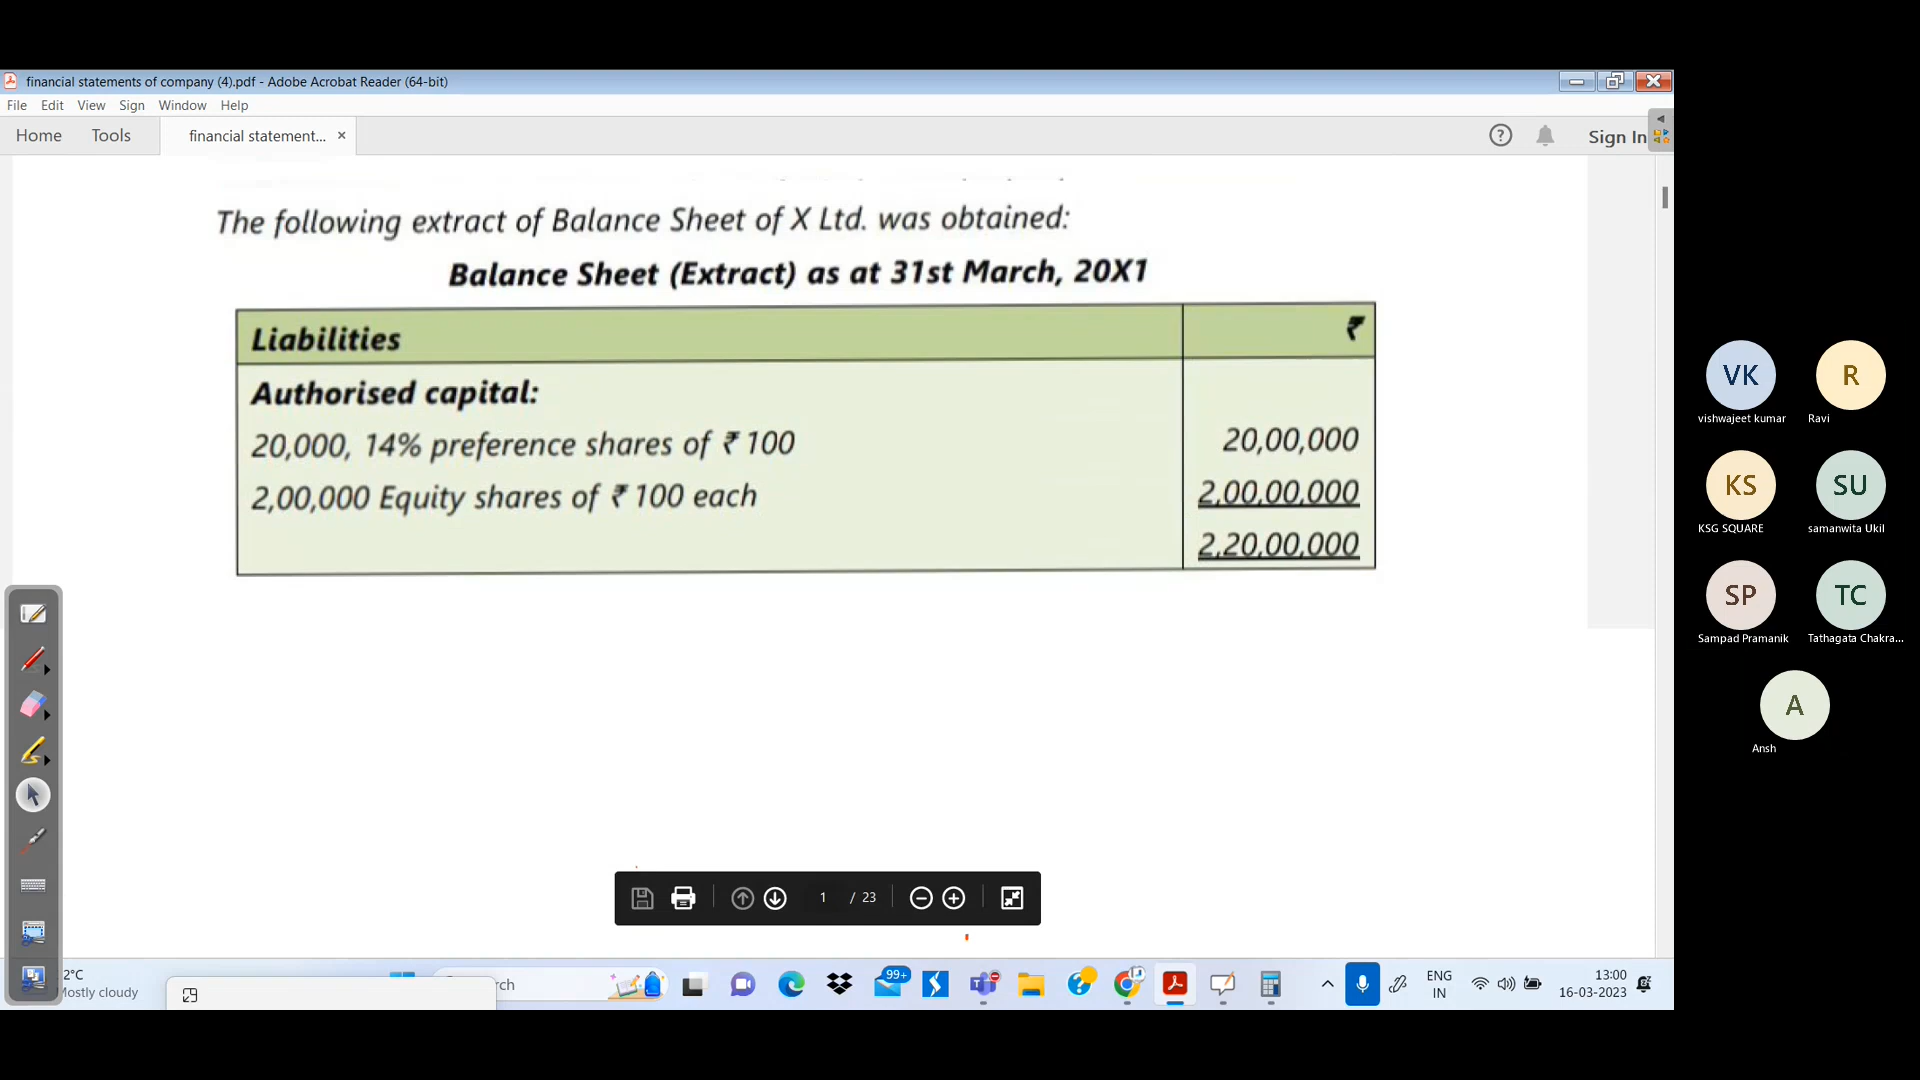 financial statements of company (4).pdf - Adobe Acrobat Reader (64-bit)
File Edit View Sign Window Help
Home Tools financial statement... ×
Sign In
The following extract of Balance Sheet of X Ltd. was obtained:
Balance Sheet (Extract) as at 31st March, 20X1
Liabilities ₹
Authorised capital:
20,000, 14% preference shares of ₹ 100 20,00,000
2,00,000 Equity shares of ₹ 100 each 2,00,00,000
2,20,00,000
1 / 23
VK R
vishwajeet kumar Ravi
KS SU
KSG SQUARE samanwita Ukil
SP TC
Sampad Pramanik Tathagata Chakra...
A
Ansh
2°C
Mostly cloudy
rch
99+
ENG
IN
13:00
16-03-2023